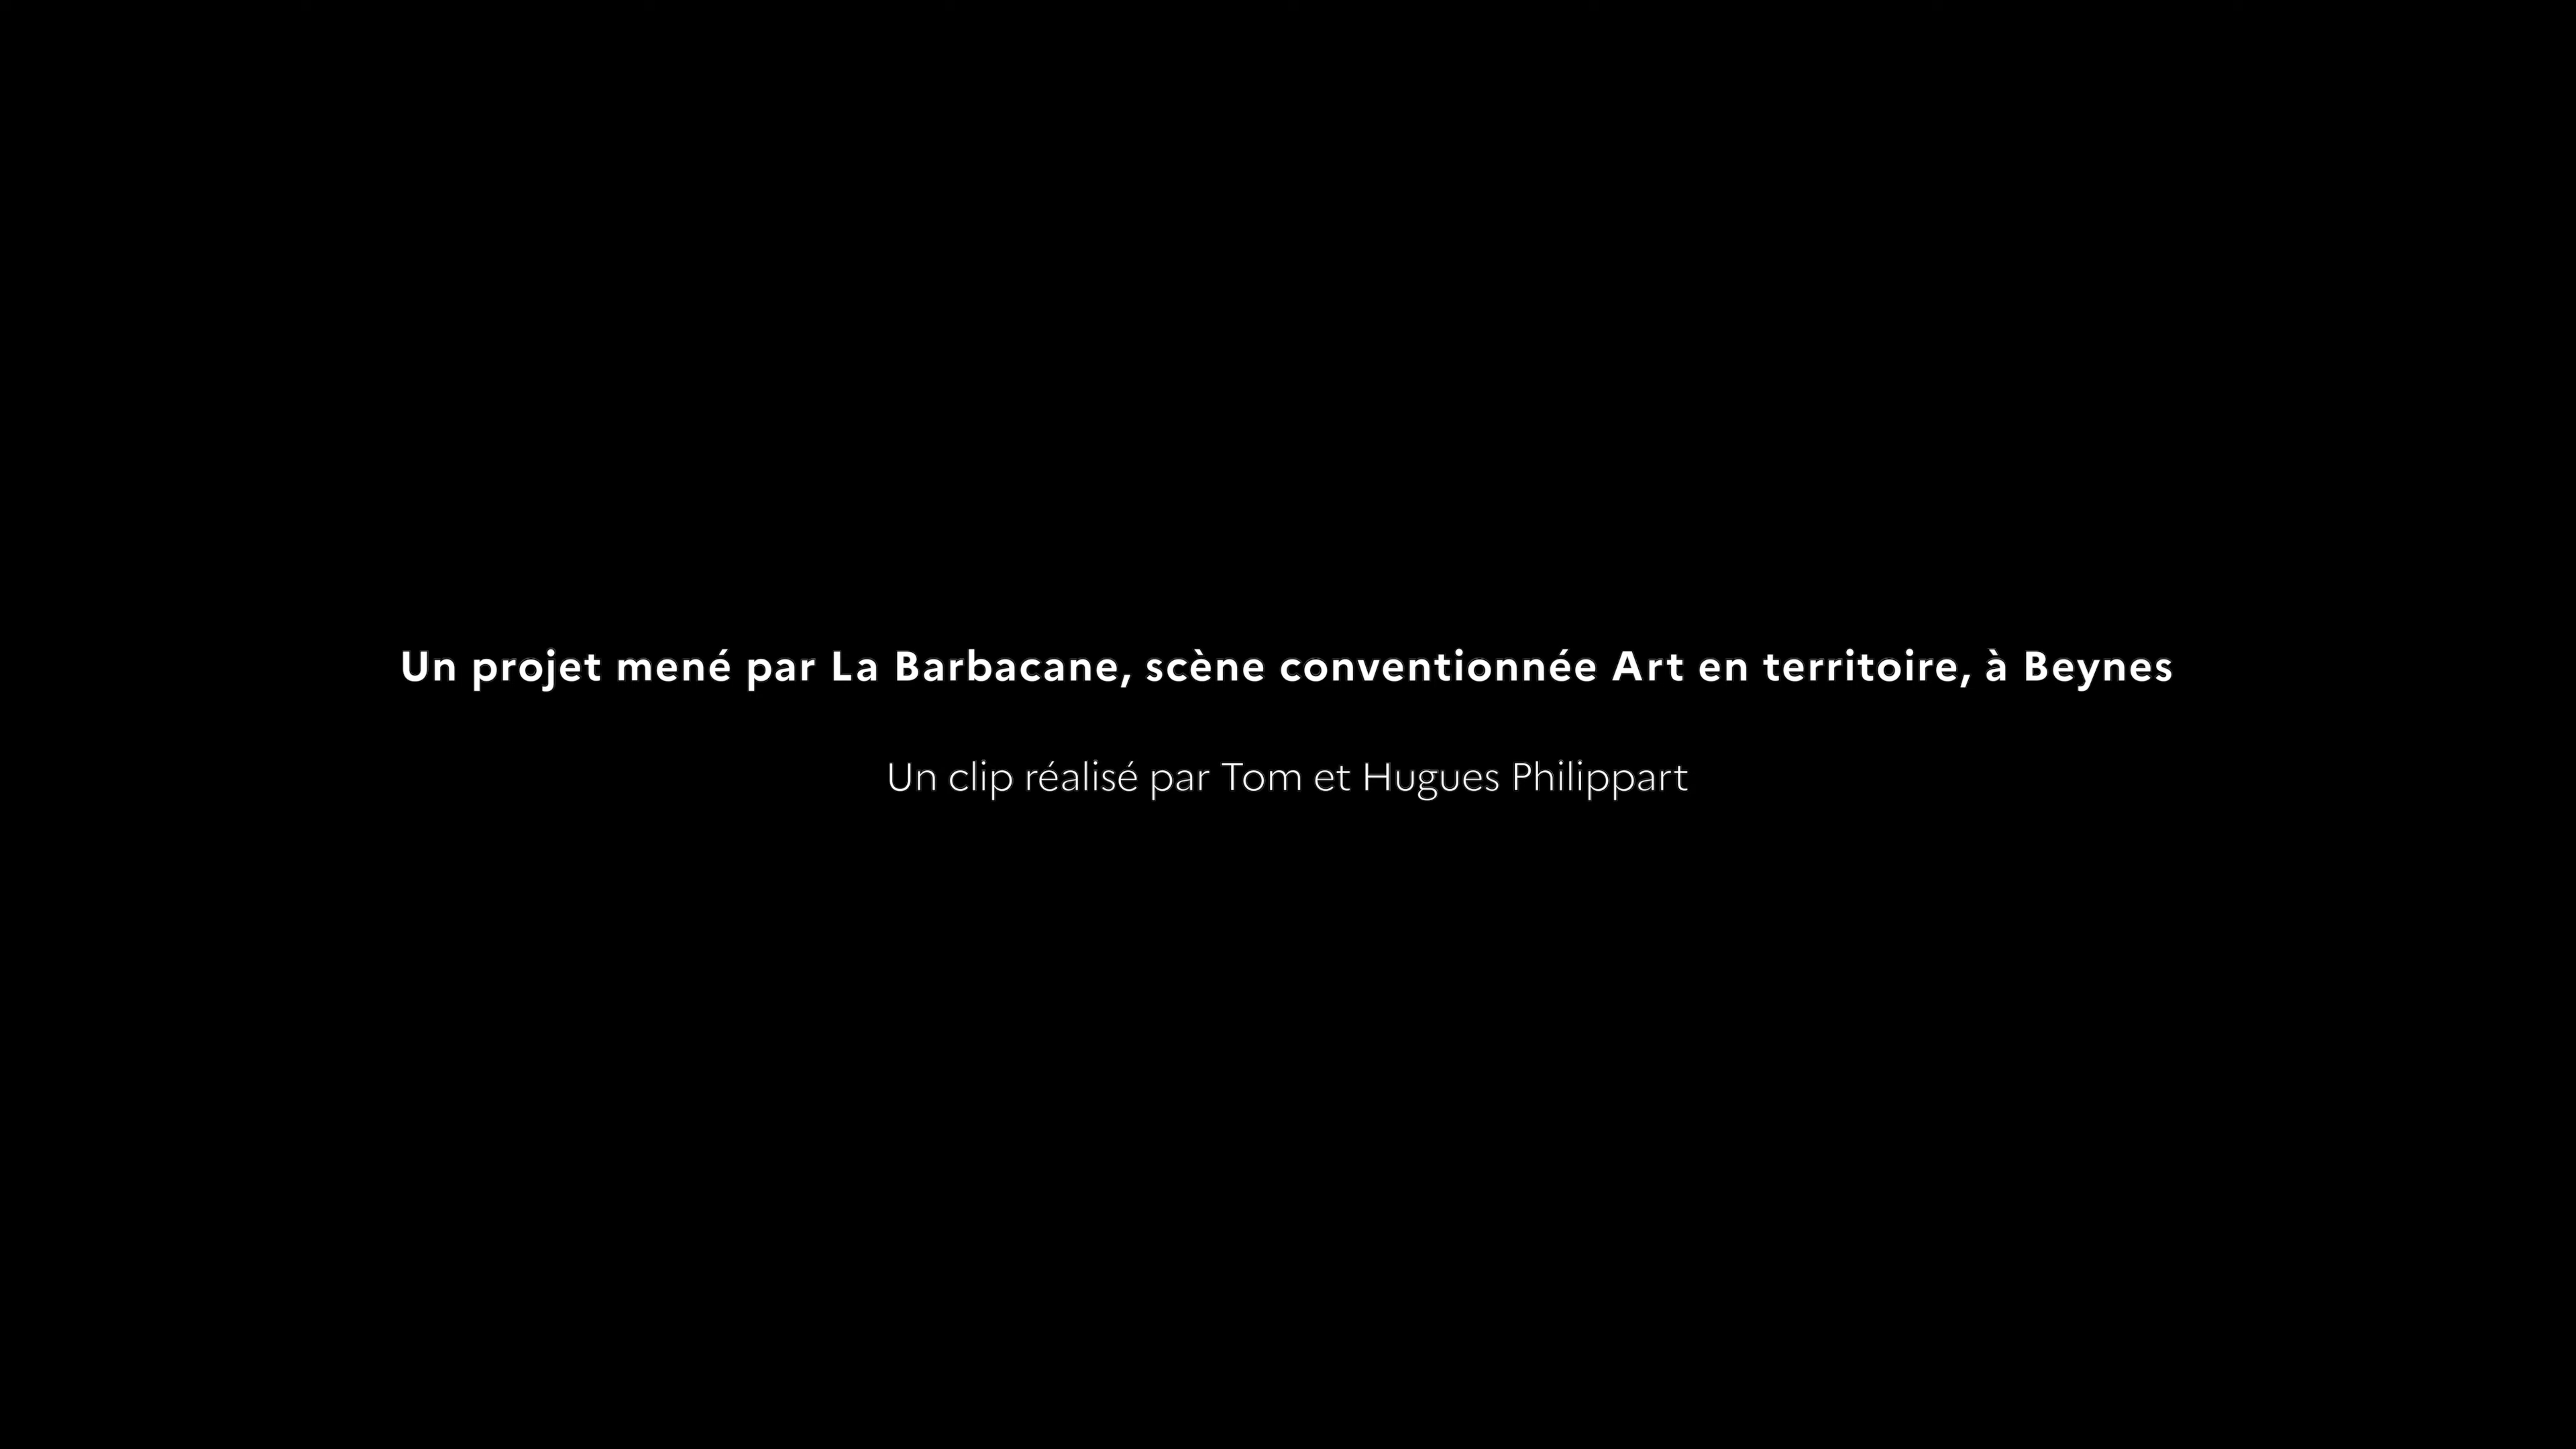 Un projet mené par La Barbacane, scène conventionnée Art en territoire, à Beynes
Un clip réalisé par Tom et Hugues Philippart